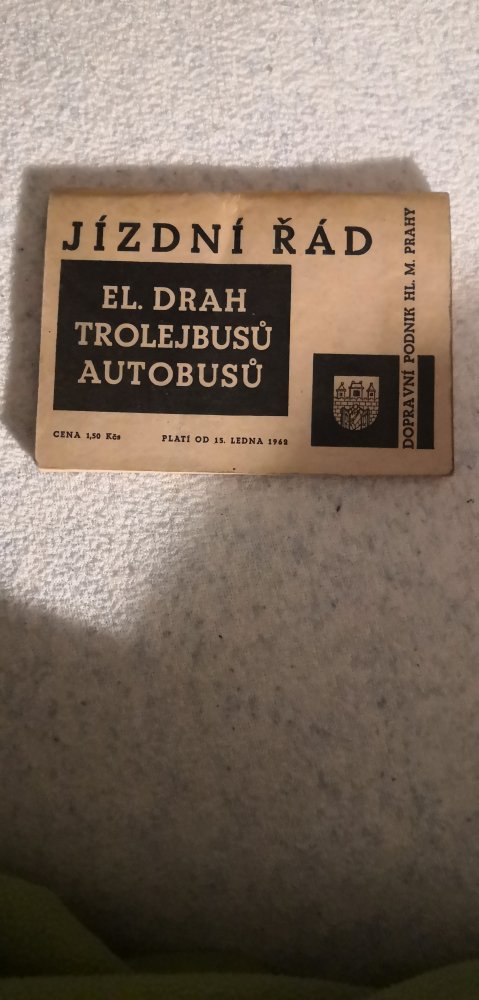 JÍZDNÍ ŘÁD
EL. DRAH
TROLEJBUSŮ
AUTOBUSŮ
CENA 1,50 Kčs
PLATÍ OD 15. LEDNA 1962
DOPRAVNÍ PODNIK HL. M. PRAHY